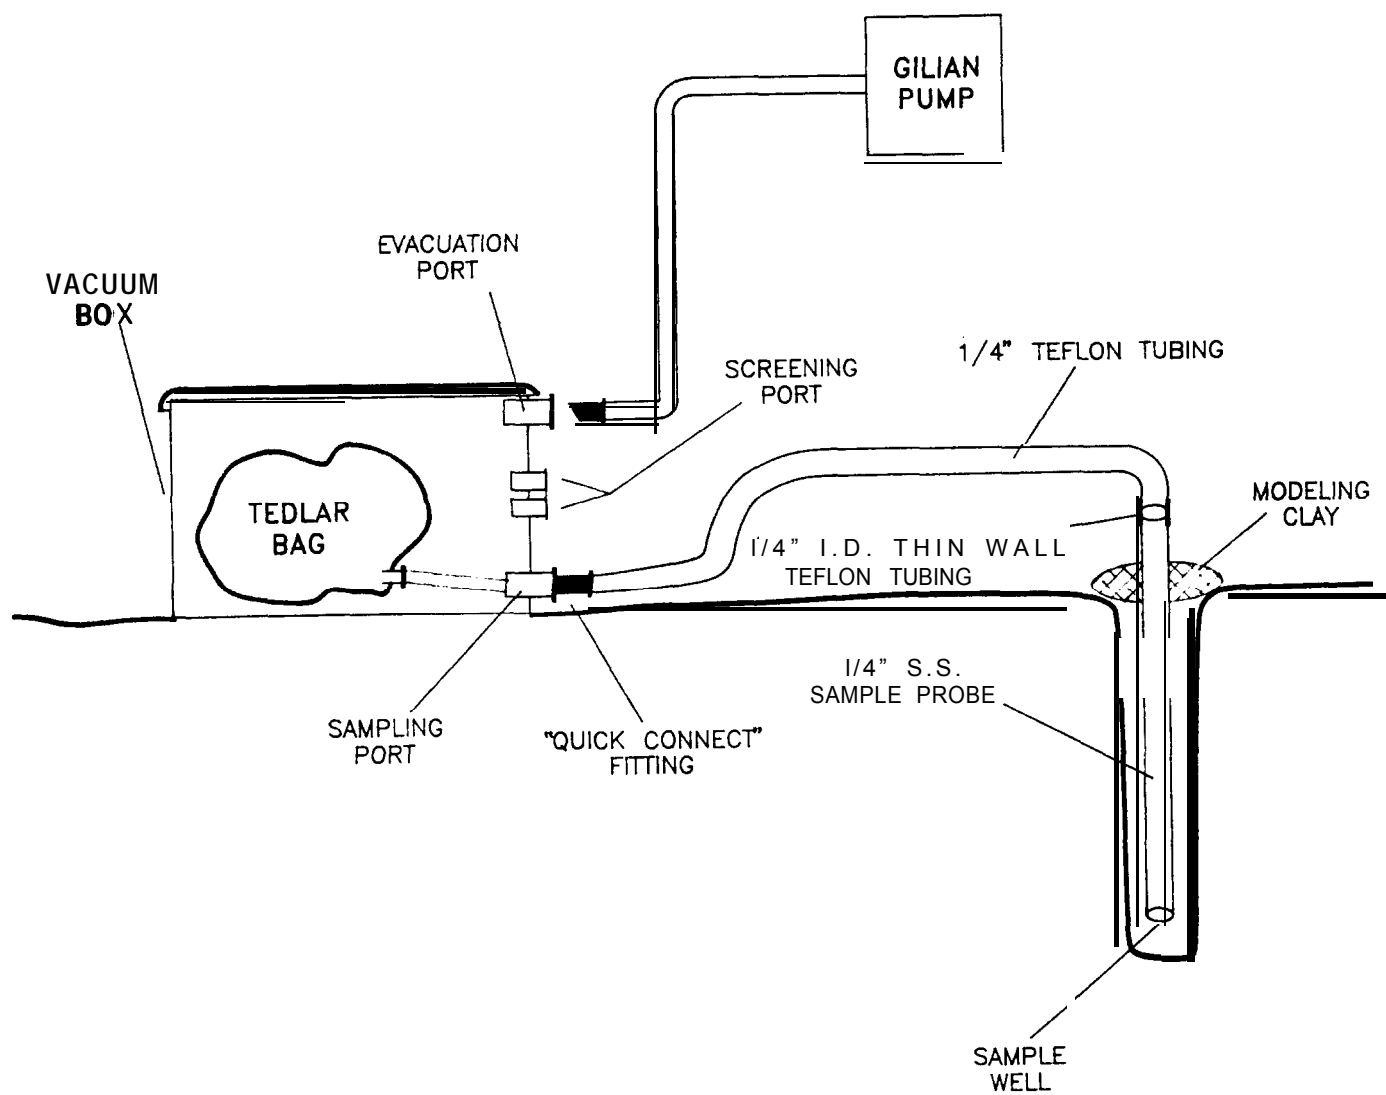 GILIAN
PUMP
EVACUATION
PORT
VACUUM
BOX
SCREENING
PORT
1/4" TEFLON TUBING
MODELING
CLAY
TEDLAR
BAG
1/4" I.D. THIN WALL
TEFLON TUBING
1/4" S.S.
SAMPLE PROBE
SAMPLING
PORT
"QUICK CONNECT"
FITTING
SAMPLE
WELL